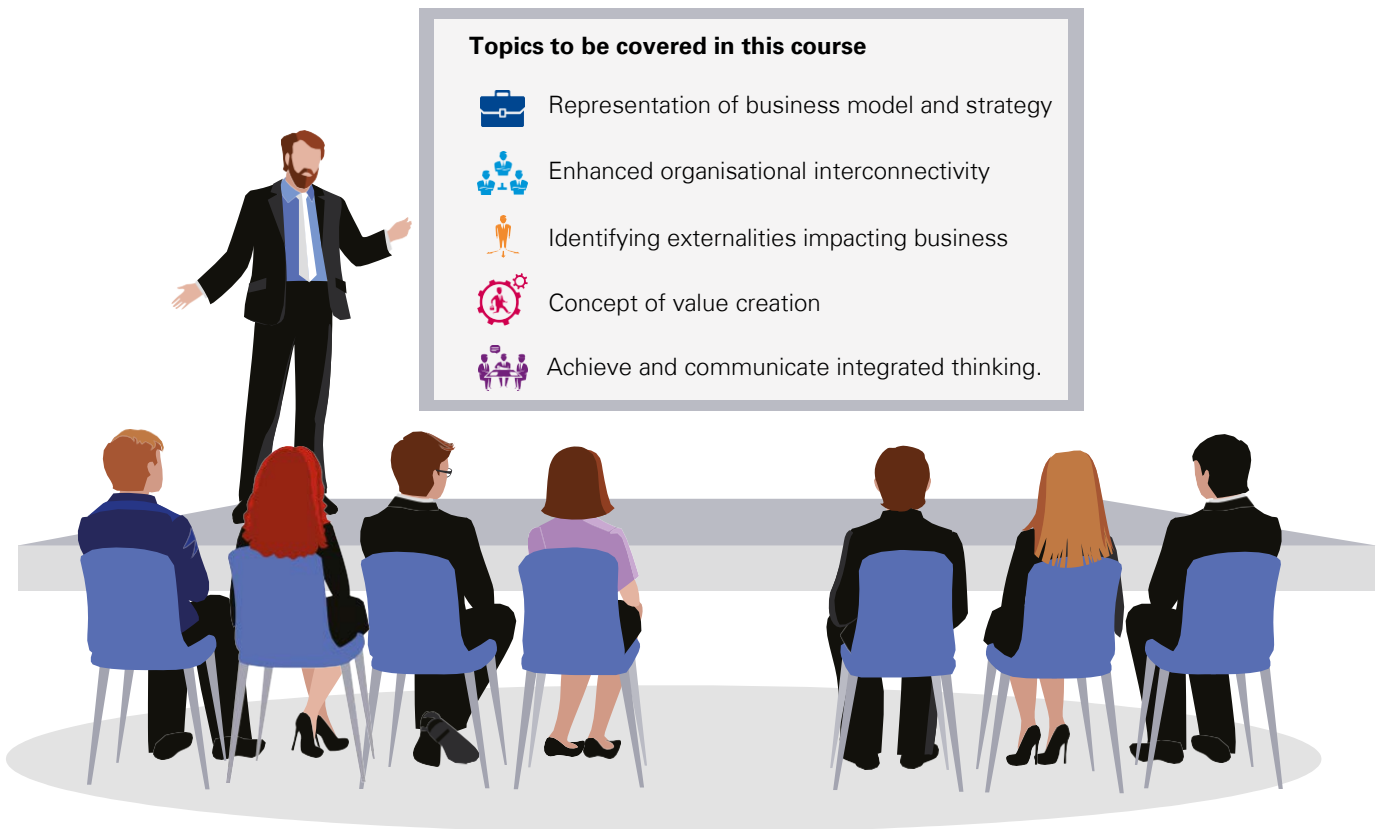 Topics to be covered in this course
Representation of business model and strategy
Enhanced organisational interconnectivity
Identifying externalities impacting business
Concept of value creation
Achieve and communicate integrated thinking.